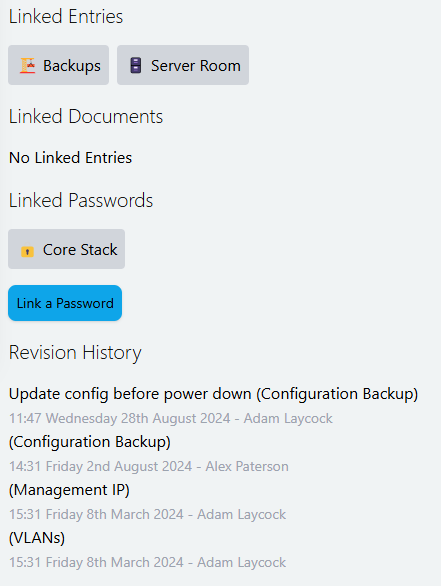 Linked Entries
Backups Server Room
Linked Documents
No Linked Entries
Linked Passwords
Core Stack
Link a Password
Revision History
Update config before power down (Configuration Backup)
11:47 Wednesday 28th August 2024 - Adam Laycock
(Configuration Backup)
14:31 Friday 2nd August 2024 - Alex Paterson
(Management IP)
15:31 Friday 8th March 2024 - Adam Laycock
(VLANs)
15:31 Friday 8th March 2024 - Adam Laycock